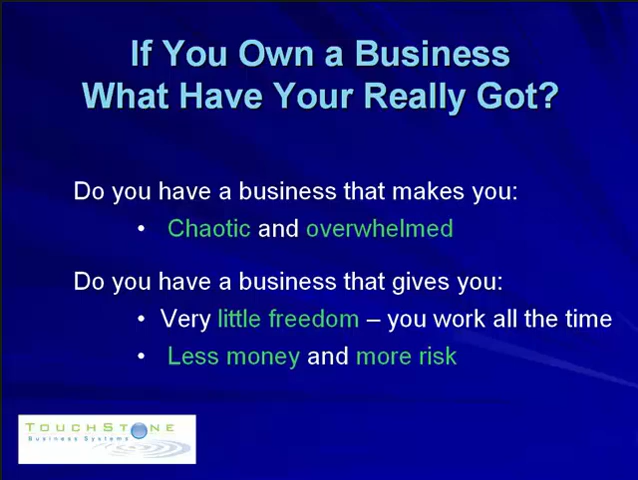 If You Own a Business
What Have Your Really Got?
Do you have a business that makes you:
• Chaotic and overwhelmed
Do you have a business that gives you:
• Very little freedom – you work all the time
• Less money and more risk
TOUCHSTONE
Business Systems